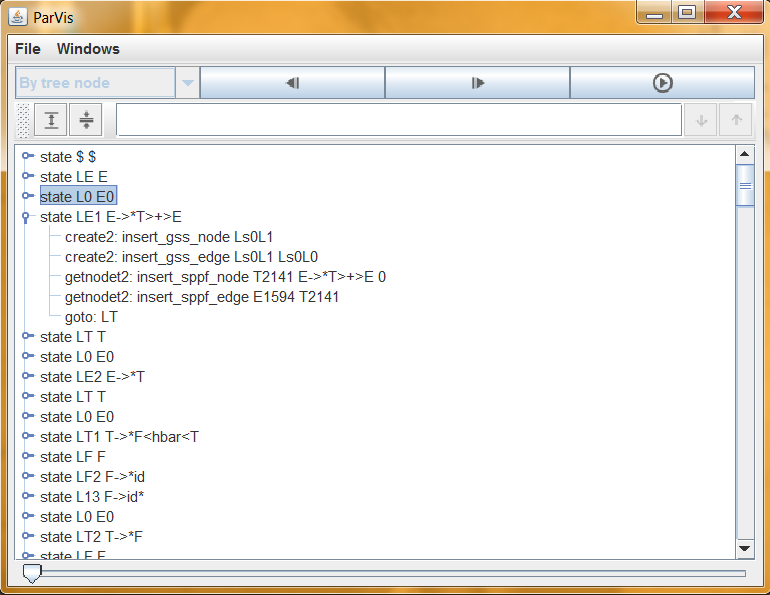 ParVis
File Windows
By tree node
state $ $
state LE E
state L0 E0
state LE1 E->*T>+>E
create2: insert_gss_node Ls0L1
create2: insert_gss_edge Ls0L1 Ls0L0
getnodet2: insert_sppf_node T2141 E->*T>+>E 0
getnodet2: insert_sppf_edge E1594 T2141
goto: LT
state LT T
state L0 E0
state LE2 E->*T
state LT T
state L0 E0
state LT1 T->*F<hbar<T
state LF F
state LF2 F->*id
state L13 F->id*
state L0 E0
state LT2 T->*F
state LF F